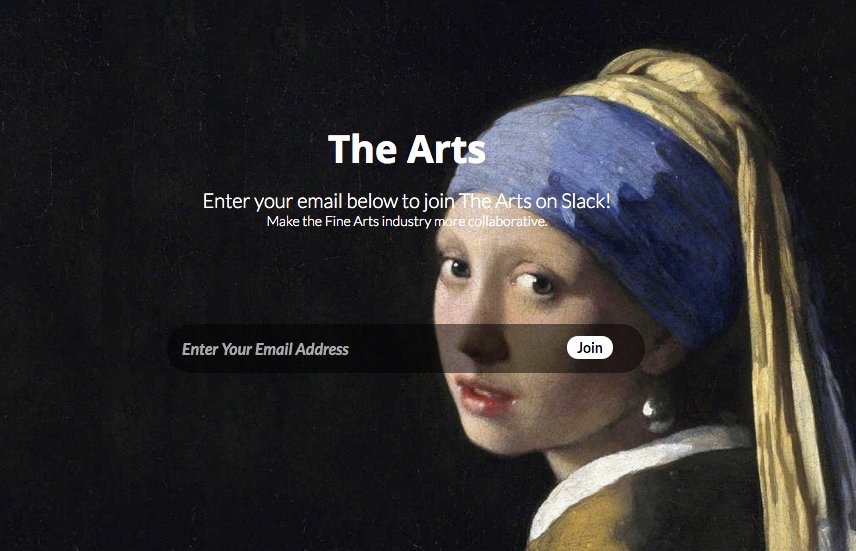 The Arts
Enter your email below to join The Arts on Slack!
Make the Fine Arts industry more collaborative.
Enter Your Email Address
Join